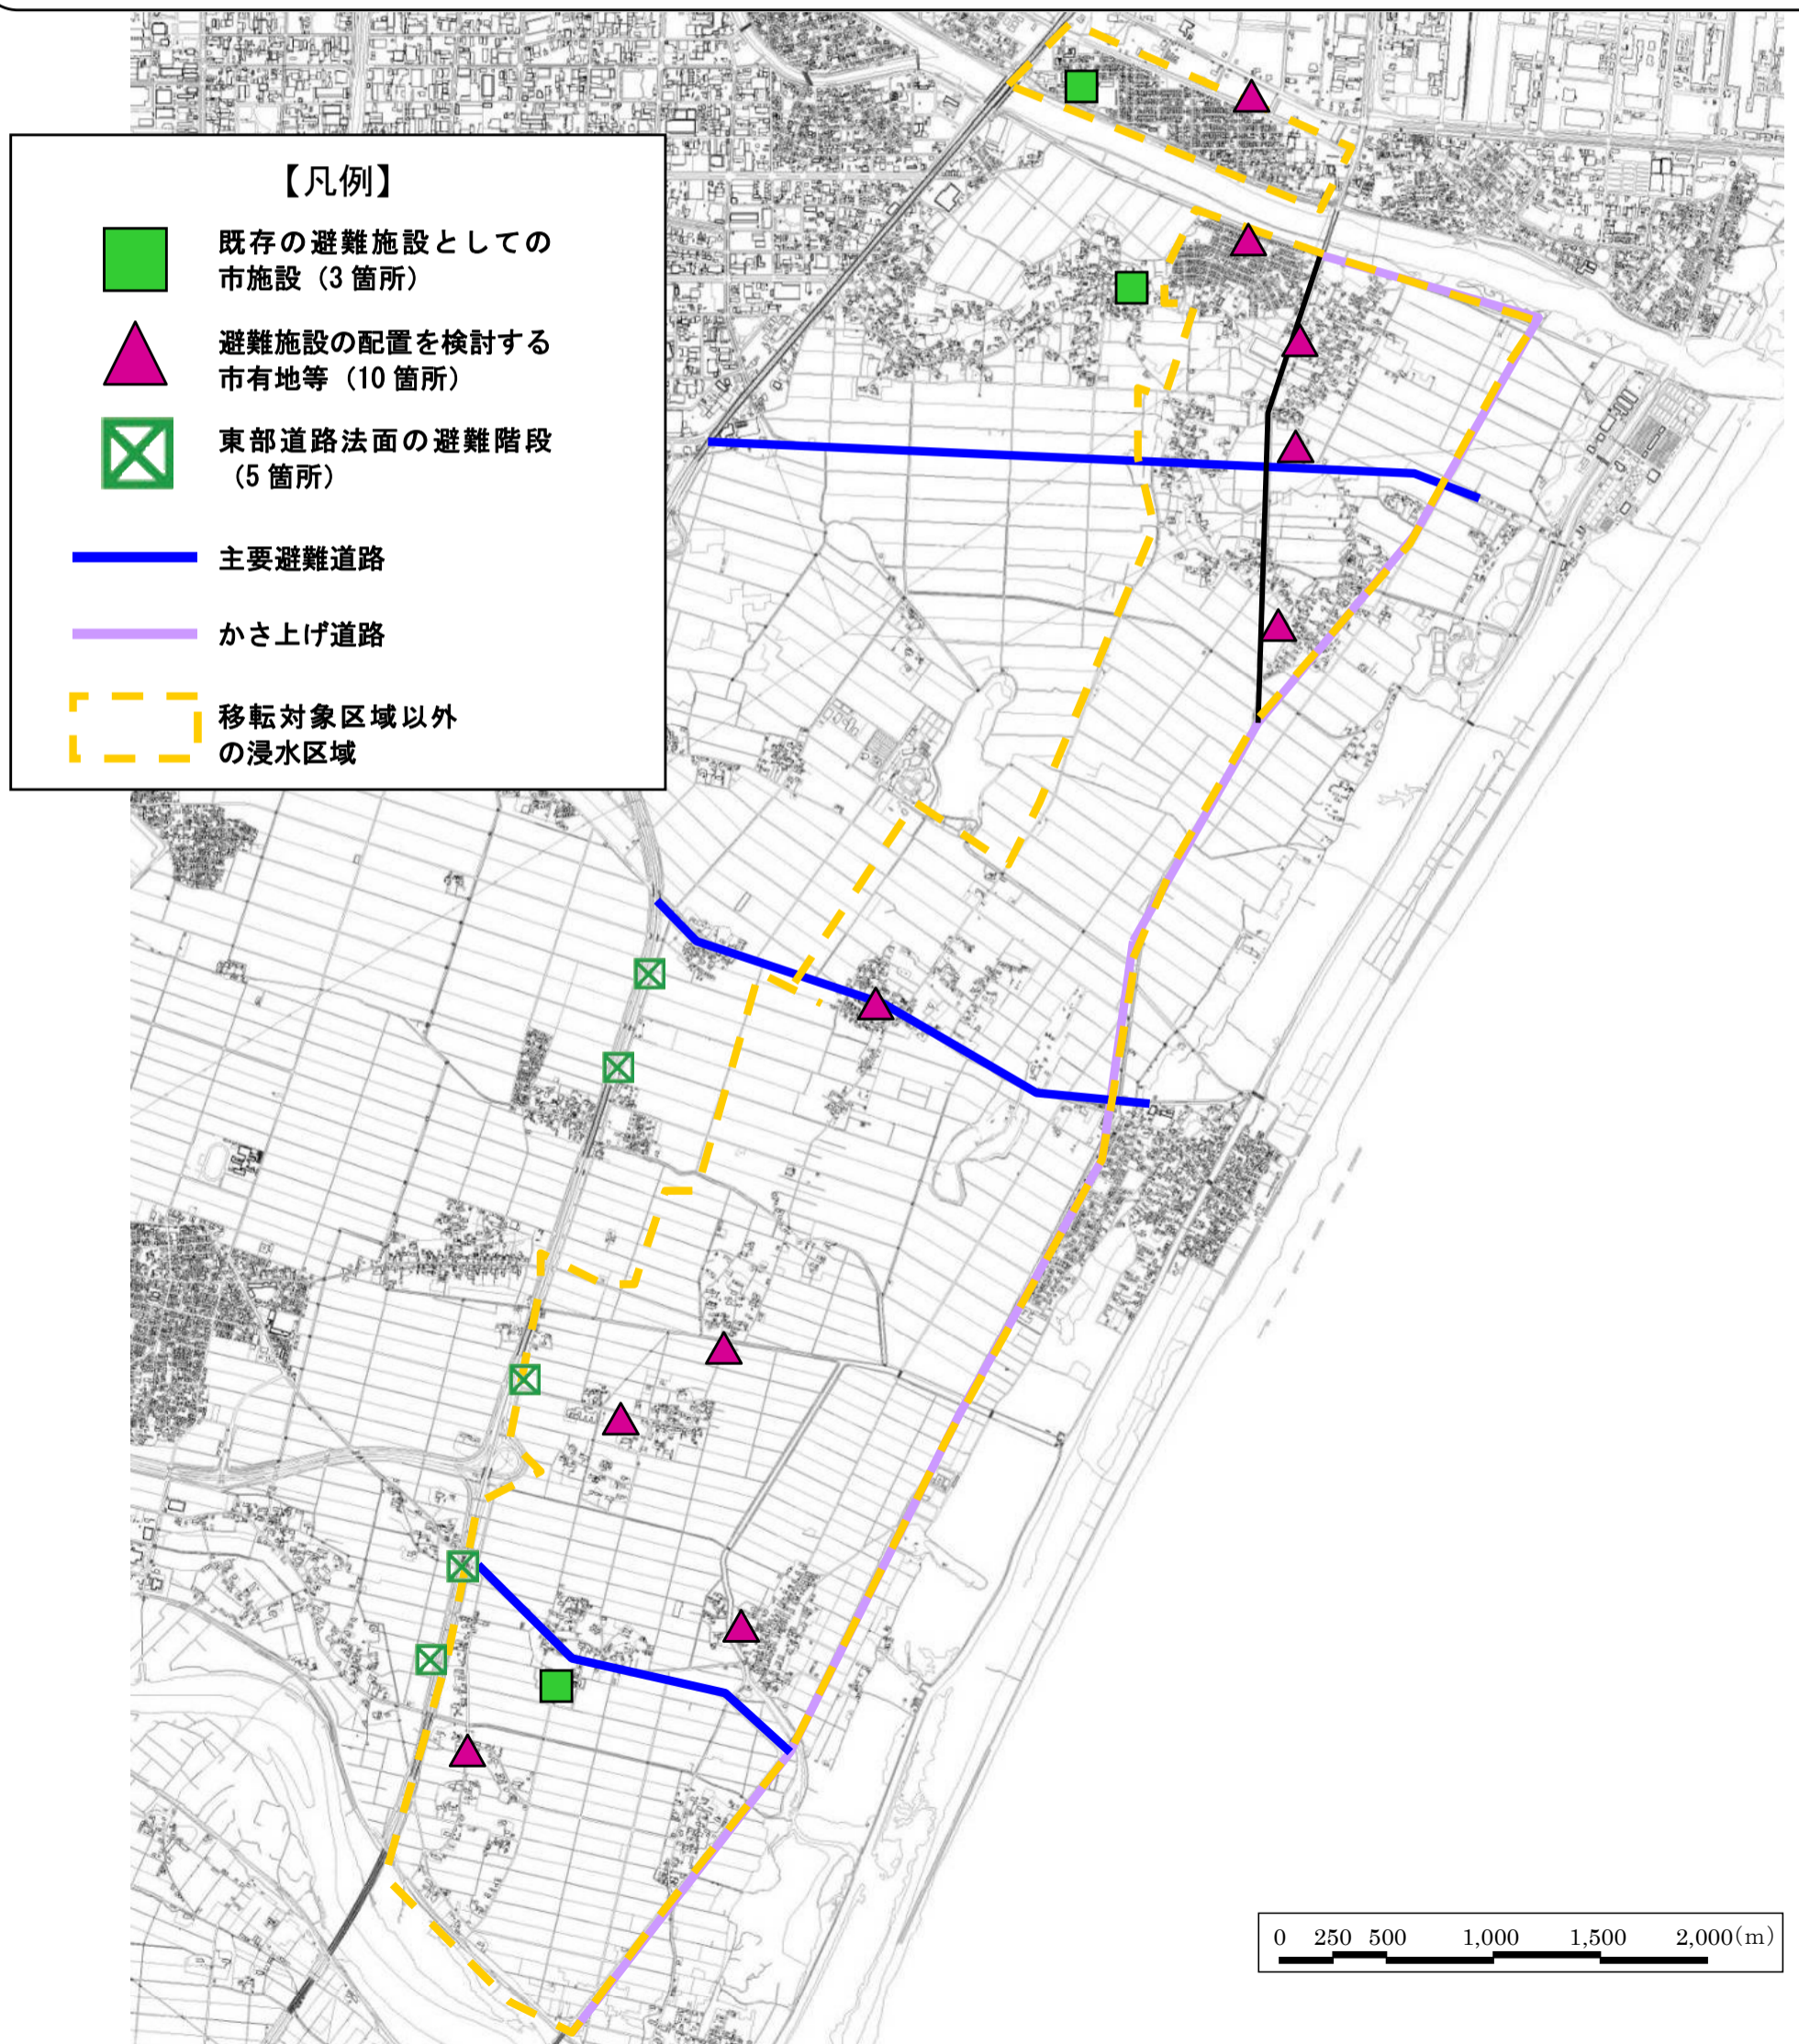 【凡例】
既存の避難施設としての
市施設（3 箇所）
避難施設の配置を検討する
市有地等（10 箇所）
東部道路法面の避難階段
（5 箇所）
主要避難道路
かさ上げ道路
移転対象区域以外
の浸水区域
0 250 500 1,000 1,500 2,000(m)